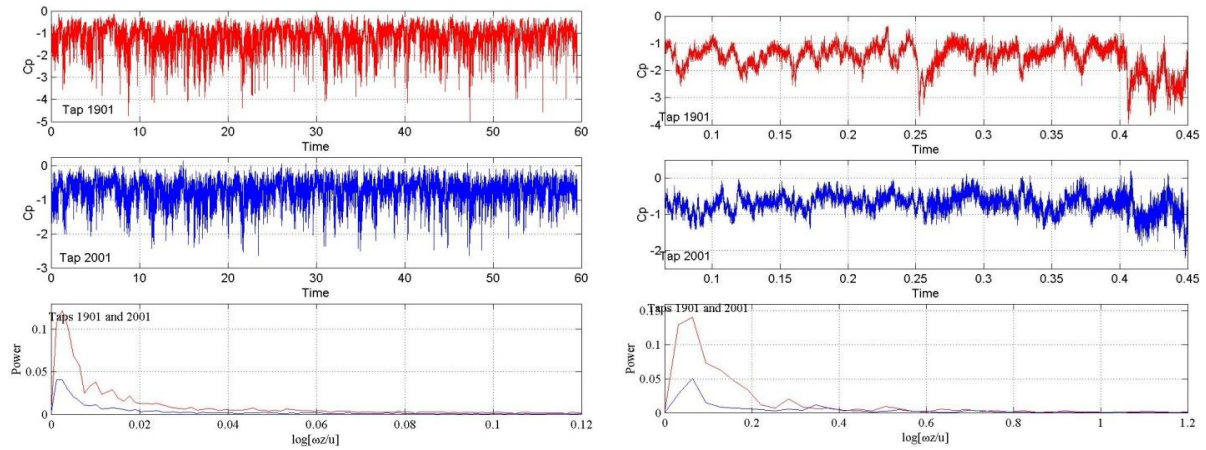 0
-1
-2
-3
-4
-5
Cp
Tap 1901
0 10 20 30 40 50 60
Time
0
-1
-2
-3
Cp
Tap 2001
0 10 20 30 40 50 60
Time
Taps 1901 and 2001
0.1
0.05
0
Power
0 0.02 0.04 0.06 0.08 0.1 0.12
log[ωz/u]
0
-1
-2
-3
-4
Cp
Tap 1901
0.1 0.15 0.2 0.25 0.3 0.35 0.4 0.45
Time
0
-1
-2
Cp
Tap 2001
0.1 0.15 0.2 0.25 0.3 0.35 0.4 0.45
Time
Taps 1901 and 2001
0.15
0.1
0.05
0
Power
0 0.2 0.4 0.6 0.8 1 1.2
log[ωz/u]